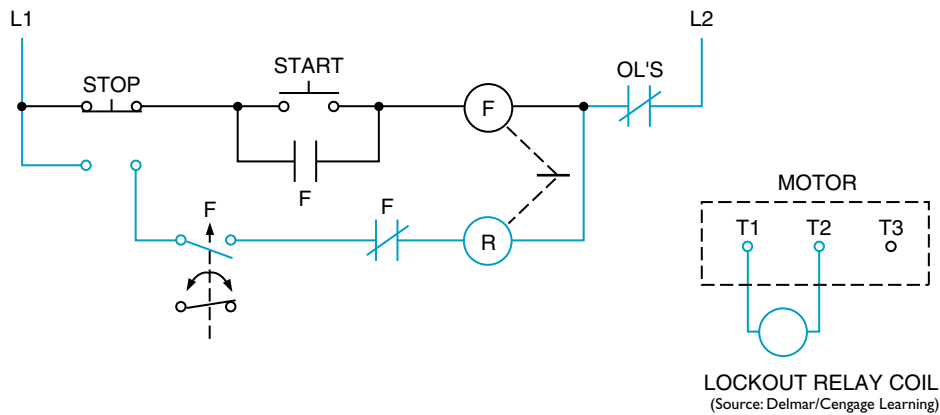 L1
L2
STOP
START
OL'S
F
F
F
F
R
MOTOR
T1 T2 T3
LOCKOUT RELAY COIL
(Source: Delmar/Cengage Learning)